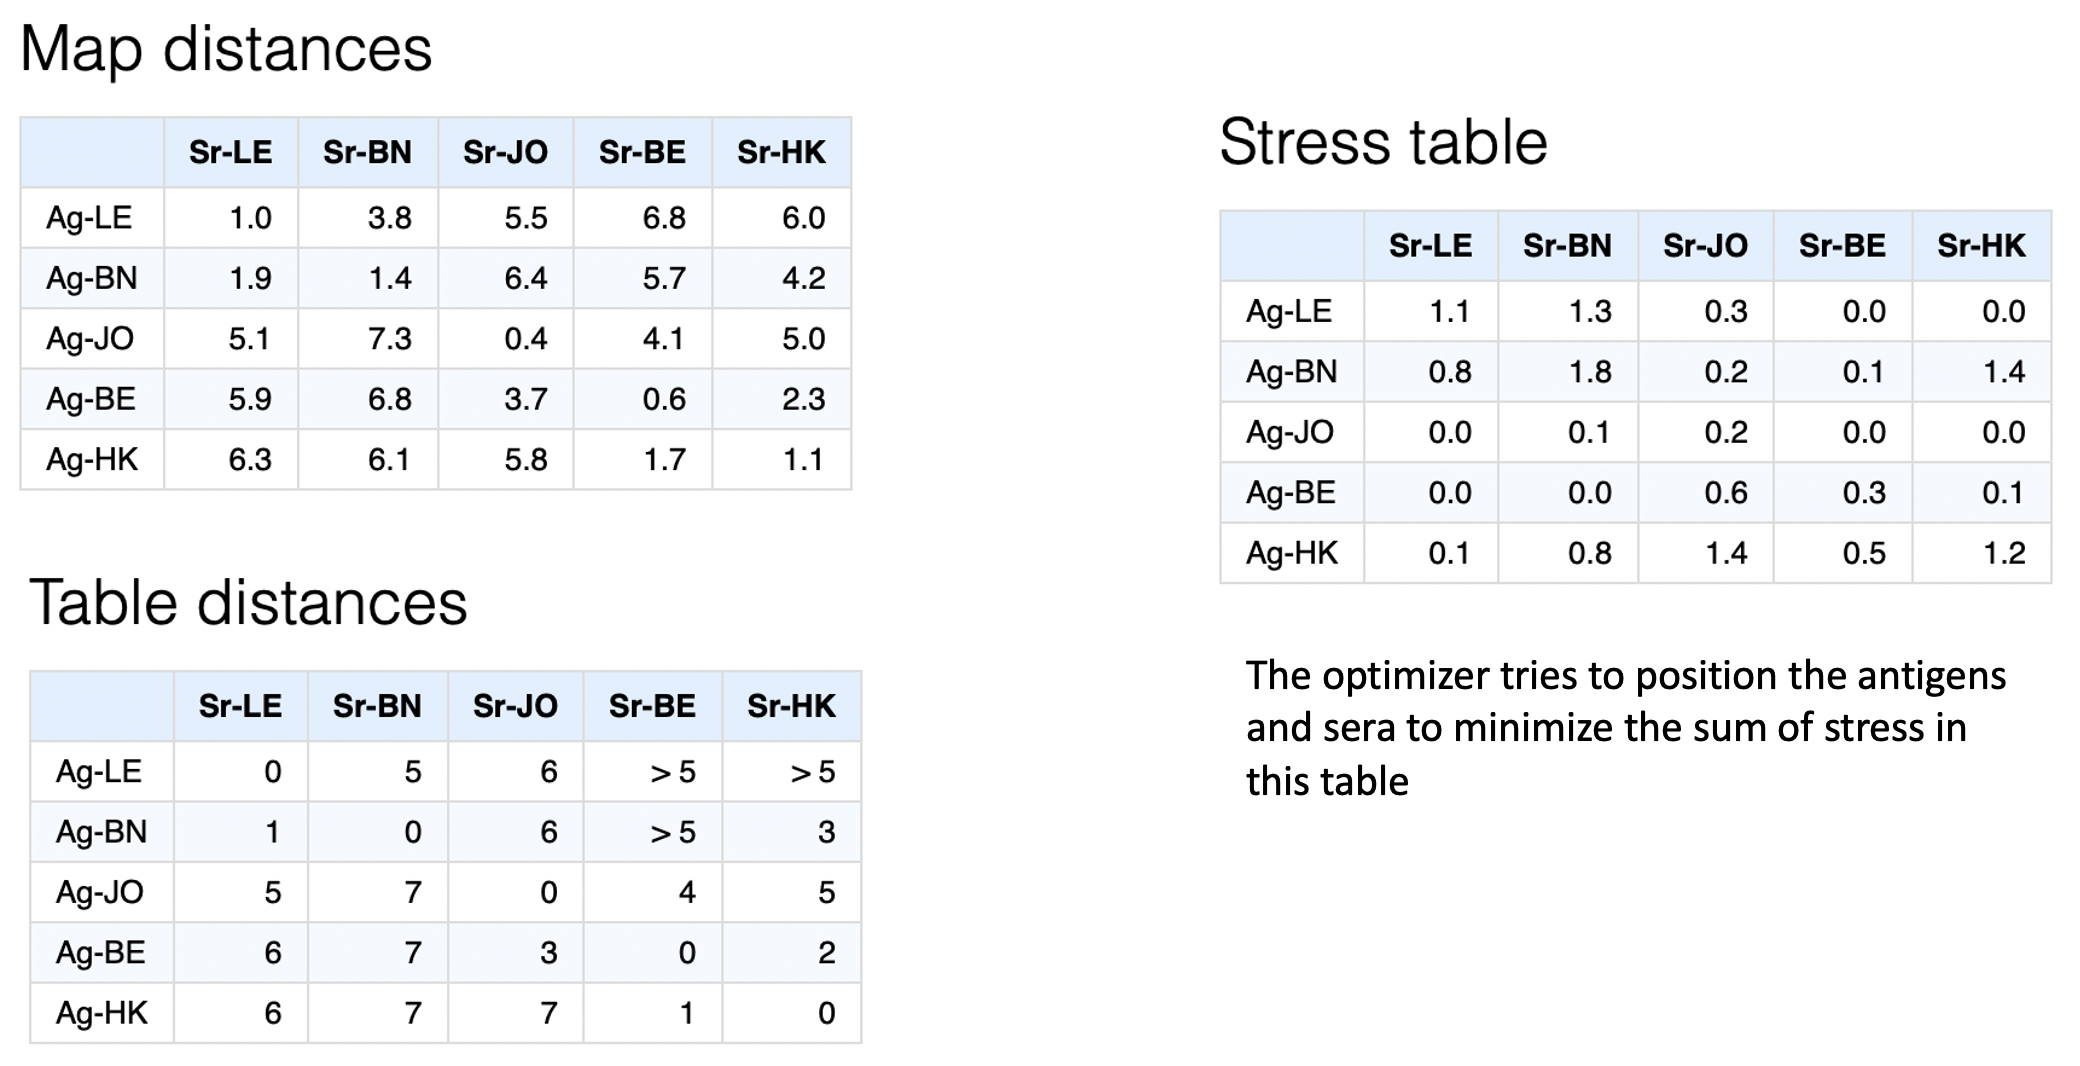 Map distances
Sr-LE Sr-BN Sr-JO Sr-BE Sr-HK
Ag-LE 1.0 3.8 5.5 6.8 6.0
Ag-BN 1.9 1.4 6.4 5.7 4.2
Ag-JO 5.1 7.3 0.4 4.1 5.0
Ag-BE 5.9 6.8 3.7 0.6 2.3
Ag-HK 6.3 6.1 5.8 1.7 1.1
Table distances
Sr-LE Sr-BN Sr-JO Sr-BE Sr-HK
Ag-LE 0 5 6 > 5 > 5
Ag-BN 1 0 6 > 5 3
Ag-JO 5 7 0 4 5
Ag-BE 6 7 3 0 2
Ag-HK 6 7 7 1 0
Stress table
Sr-LE Sr-BN Sr-JO Sr-BE Sr-HK
Ag-LE 1.1 1.3 0.3 0.0 0.0
Ag-BN 0.8 1.8 0.2 0.1 1.4
Ag-JO 0.0 0.1 0.2 0.0 0.0
Ag-BE 0.0 0.0 0.6 0.3 0.1
Ag-HK 0.1 0.8 1.4 0.5 1.2
The optimizer tries to position the antigens
and sera to minimize the sum of stress in
this table